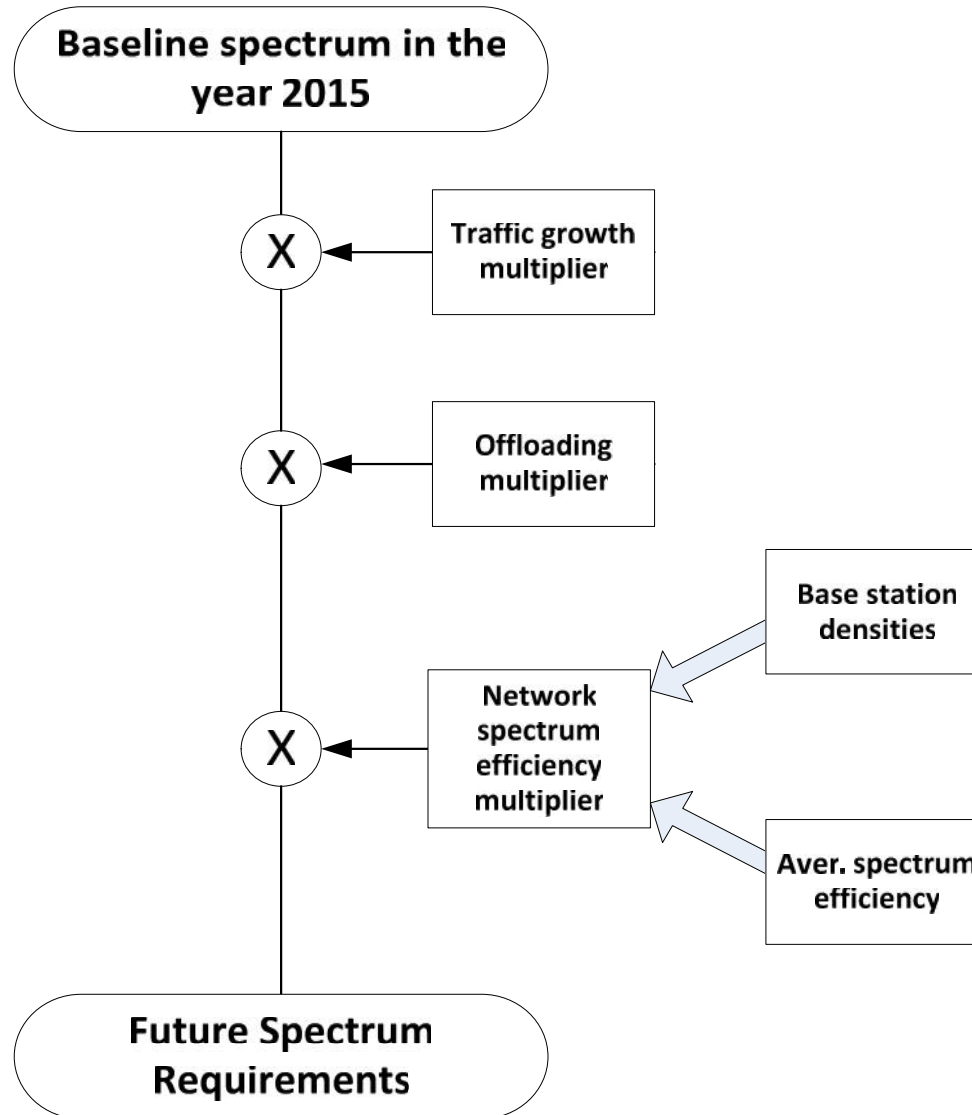 Baseline spectrum in the
year 2015
X
Traffic growth
multiplier
X
Offloading
multiplier
Base station
densities
X
Network
spectrum
efficiency
multiplier
Aver. spectrum
efficiency
Future Spectrum
Requirements